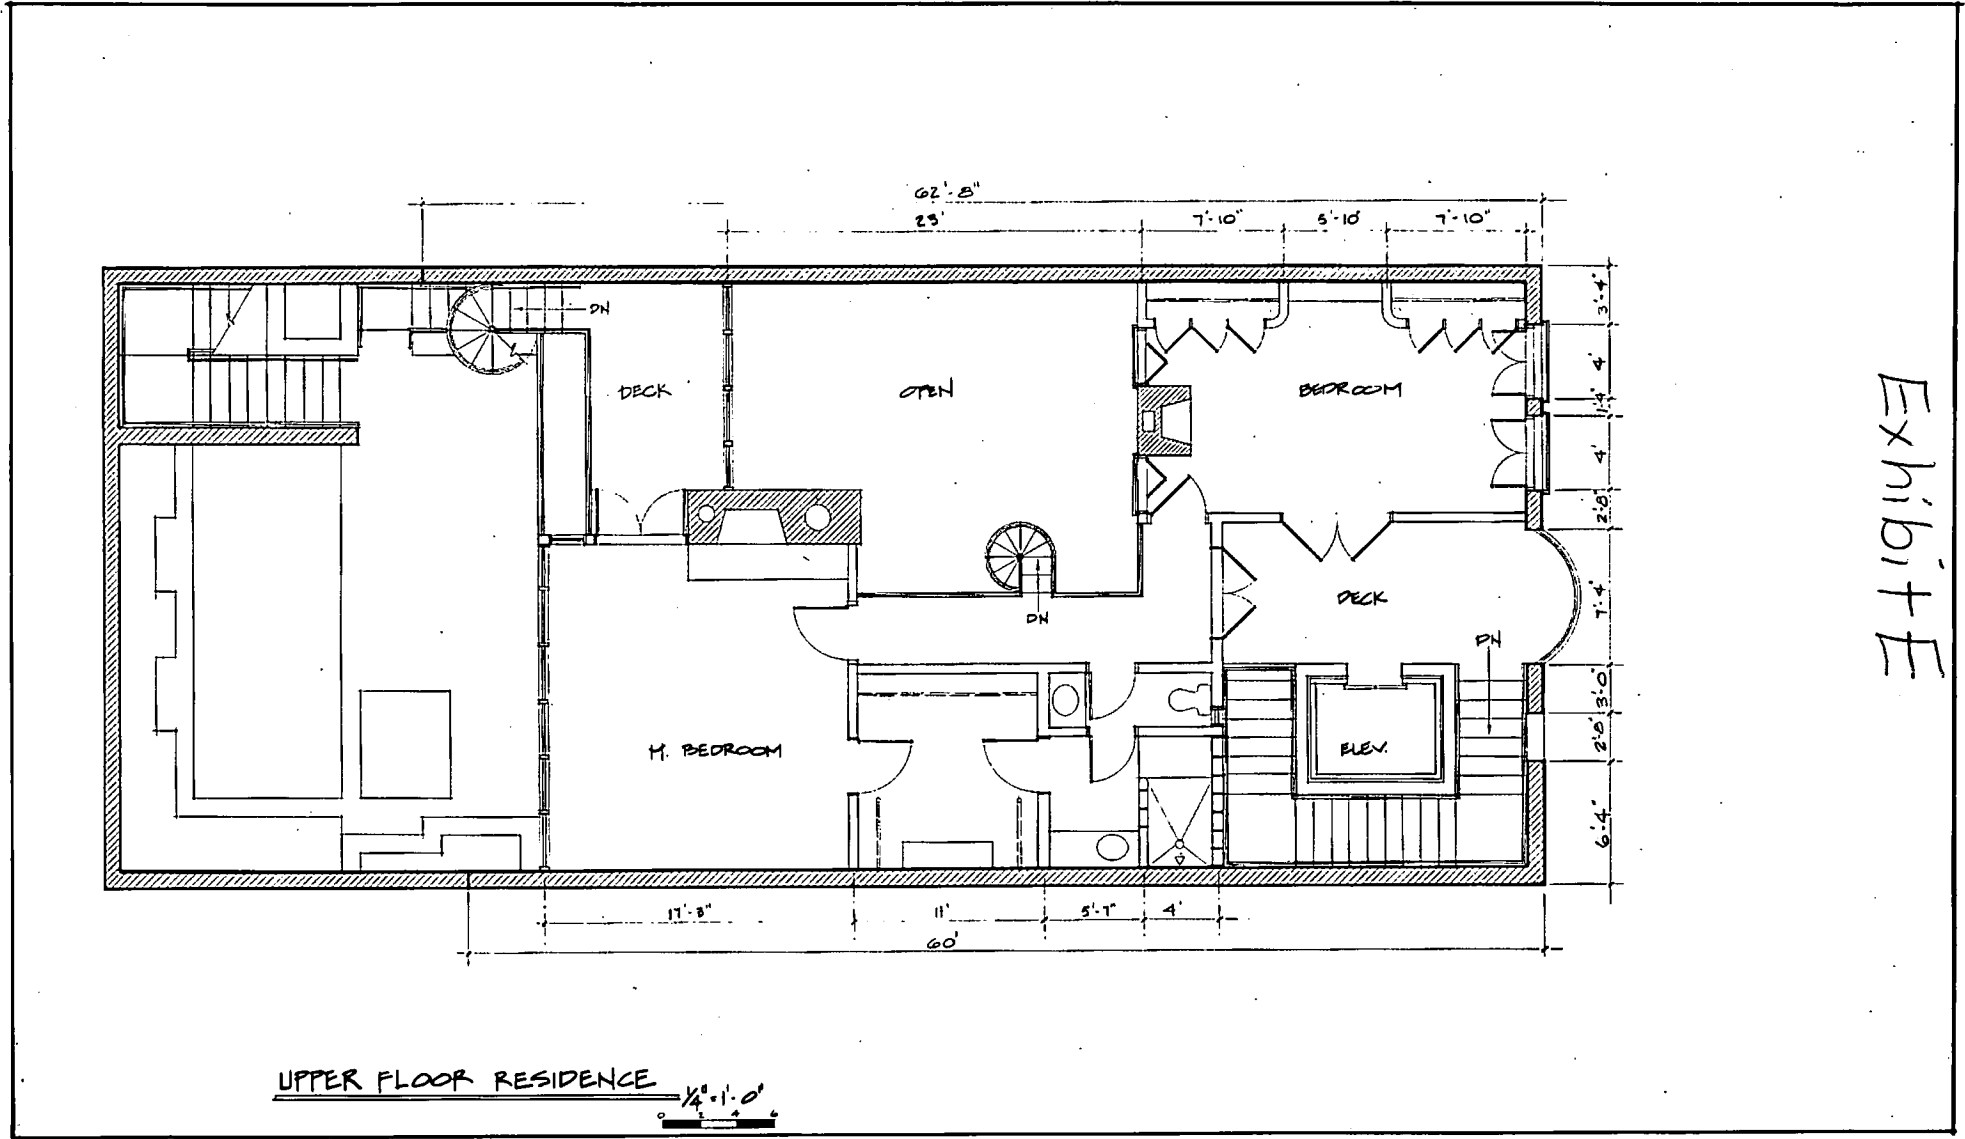 62'-8"
23'
7'-10"
5'-10'
7'-10"
3'-4"
DN
DECK
OPEN
BEDROOM
4'
1'4"
4'
2'-8"
DECK
7'-4"
DN
DN
3'-0"
M. BEDROOM
ELEV.
2'-8"
6'-4"
17'-3"
11'
5'-7"
4'
60'
UPPER FLOOR RESIDENCE
1/4"=1'-0"
0 2 4 6
Exhibit E